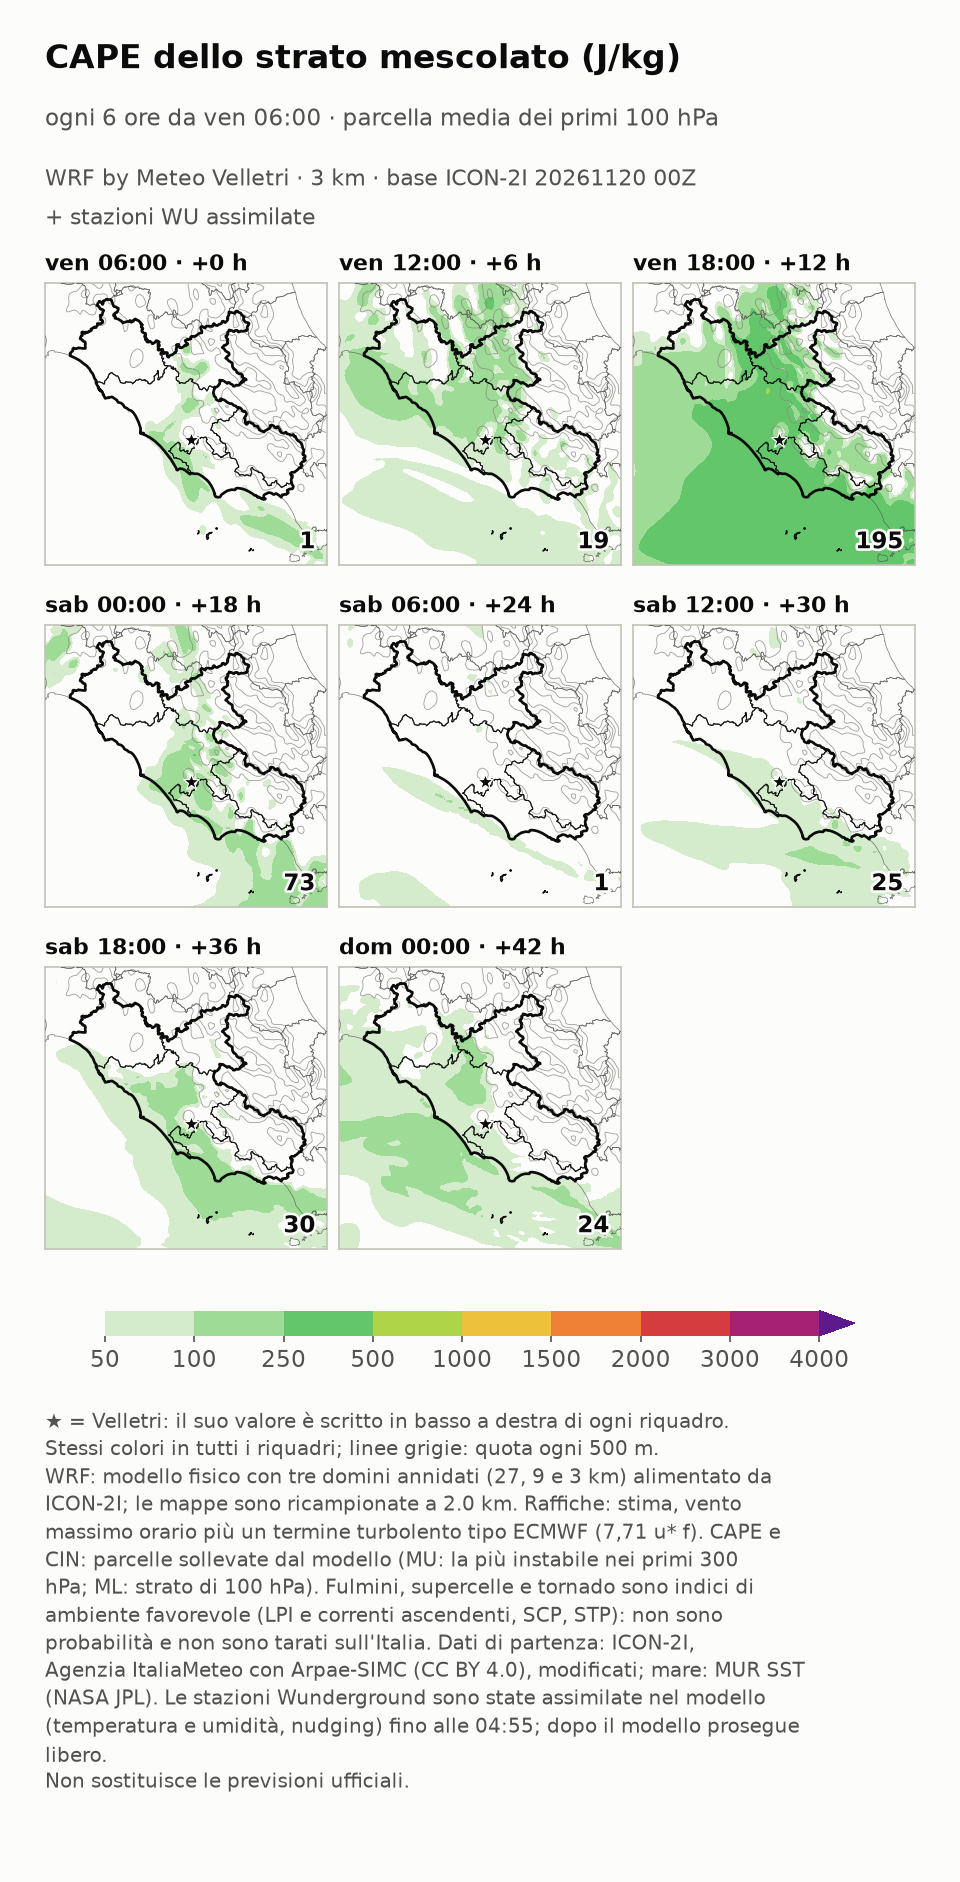 CAPE dello strato mescolato (J/kg)
ogni 6 ore da ven 06:00 · parcella media dei primi 100 hPa
WRF by Meteo Velletri · 3 km · base ICON-2I 20261120 00Z
+ stazioni WU assimilate
ven 06:00 · +0 h
ven 12:00 · +6 h
ven 18:00 · +12 h
1
19
195
sab 00:00 · +18 h
sab 06:00 · +24 h
sab 12:00 · +30 h
73
1
25
sab 18:00 · +36 h
dom 00:00 · +42 h
30
24
50 100 250 500 1000 1500 2000 3000 4000
★ = Velletri: il suo valore è scritto in basso a destra di ogni riquadro.
Stessi colori in tutti i riquadri; linee grigie: quota ogni 500 m.
WRF: modello fisico con tre domini annidati (27, 9 e 3 km) alimentato da
ICON-2I; le mappe sono ricampionate a 2.0 km. Raffiche: stima, vento
massimo orario più un termine turbolento tipo ECMWF (7,71 u* f). CAPE e
CIN: parcelle sollevate dal modello (MU: la più instabile nei primi 300
hPa; ML: strato di 100 hPa). Fulmini, supercelle e tornado sono indici di
ambiente favorevole (LPI e correnti ascendenti, SCP, STP): non sono
probabilità e non sono tarati sull'Italia. Dati di partenza: ICON-2I,
Agenzia ItaliaMeteo con Arpae-SIMC (CC BY 4.0), modificati; mare: MUR SST
(NASA JPL). Le stazioni Wunderground sono state assimilate nel modello
(temperatura e umidità, nudging) fino alle 04:55; dopo il modello prosegue
libero.
Non sostituisce le previsioni ufficiali.